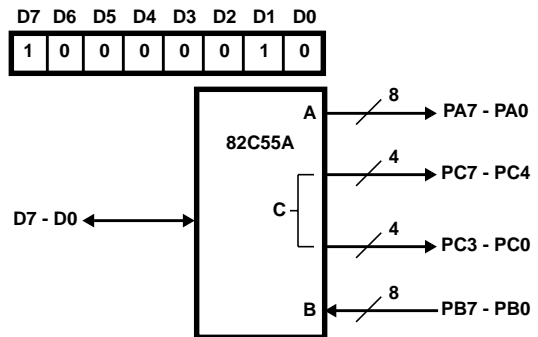 D7 D6 D5 D4 D3 D2 D1 D0
1 0 0 0 0 0 1 0
A
8
PA7 - PA0
82C55A
4
PC7 - PC4
C
D7 - D0
4
PC3 - PC0
B
8
PB7 - PB0